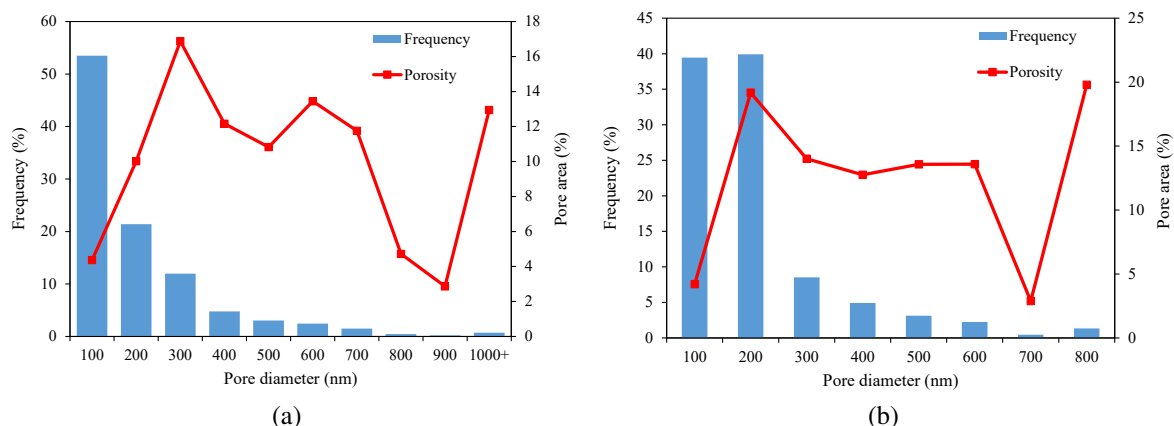 60
50
40
30
20
10
0
18
16
14
12
10
8
6
4
2
0
Frequency (%)
Pore area (%)
Frequency
Porosity
100 200 300 400 500 600 700 800 900 1000+
Pore diameter (nm)
(a)
45
40
35
30
25
20
15
10
5
0
25
20
15
10
5
0
Frequency (%)
Pore area (%)
Frequency
Porosity
100 200 300 400 500 600 700 800
Pore diameter (nm)
(b)